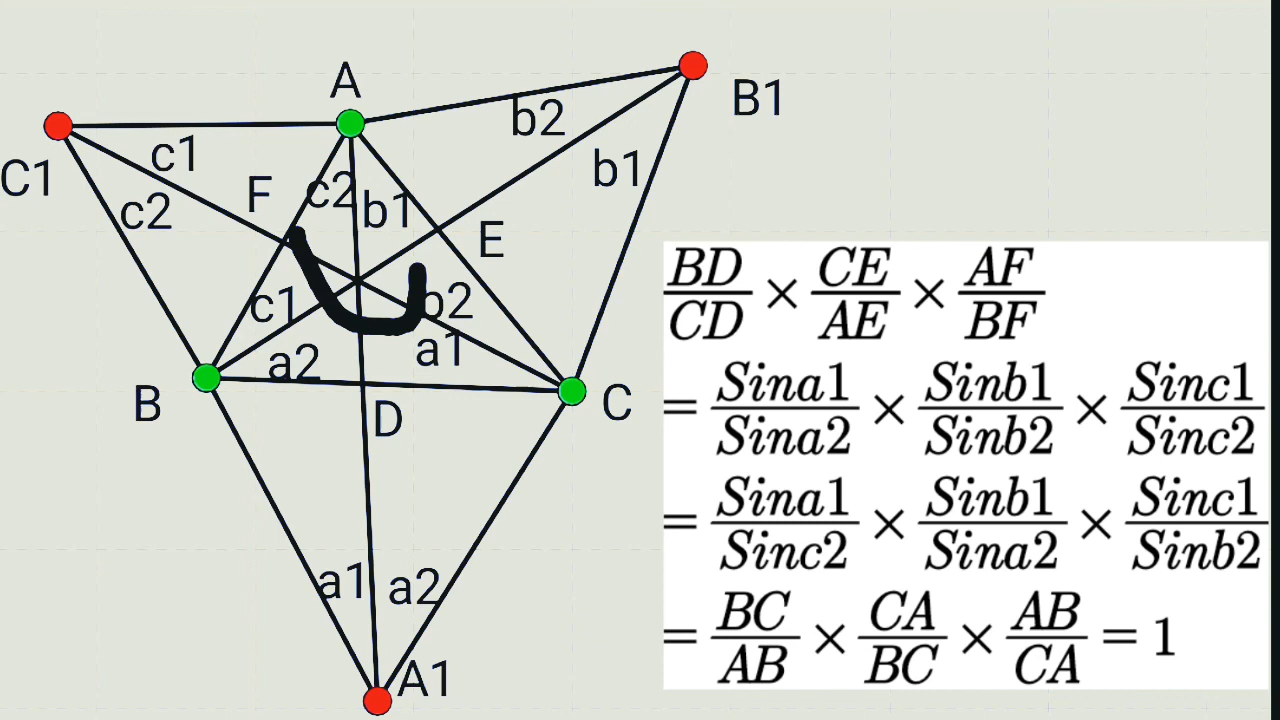 A
B1
b2
C1
c1
b1
c2
F
c2
b1
E
c1
b2
a2
a1
B
D
C
a1
a2
A1
BD/CD × CE/AE × AF/BF
= Sina1/Sina2 × Sinb1/Sinb2 × Sinc1/Sinc2
= Sina1/Sinc2 × Sinb1/Sina2 × Sinc1/Sinb2
= BC/AB × CA/BC × AB/CA = 1